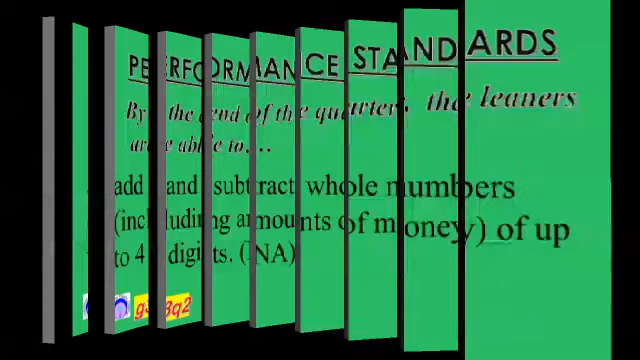 PERFORMANCE STANDARDS
By the end of the quarter, the leaners
are able to....
add and subtract whole numbers
(including amounts of money) of up
to 4 digits. (NA)
g3q2